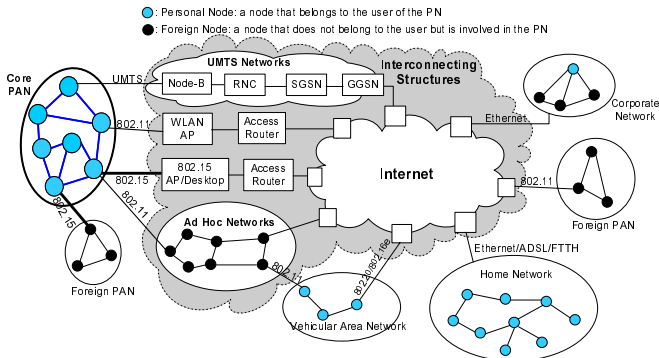 : Personal Node: a node that belongs to the user of the PN
: Foreign Node: a node that does not belong to the user but is involved in the PN
Core
PAN
UMTS Networks
Interconnecting
Structures
UMTS
Node-B
RNC
SGSN
GGSN
Corporate
Network
Ethernet
802.11
WLAN
AP
Access
Router
Internet
802.15
802.15
AP/Desktop
Access
Router
802.11
Foreign PAN
802.15
802.11
Ad Hoc Networks
Foreign PAN
802.11
802.20/802.16e
Vehicular Area Network
Ethernet/ADSL/FTTH
Home Network